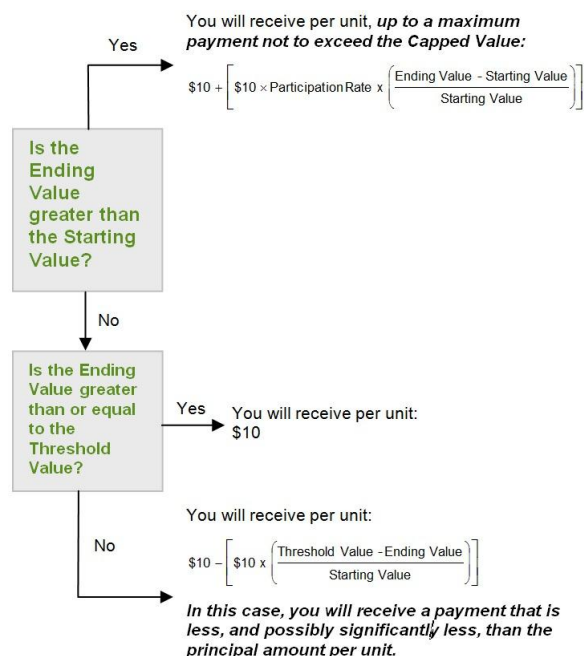 You will receive per unit, up to a maximum
Yes
payment not to exceed the Capped Value:
$10 + [ $10 × Participation Rate x ( Ending Value - Starting Value / Starting Value ) ]
Is the
Ending
Value
greater than
the Starting
Value?
No
Is the Ending
Value greater
than or equal
to the
Threshold
Value?
Yes
You will receive per unit:
$10
You will receive per unit:
No
$10 – [ $10 x ( Threshold Value - Ending Value / Starting Value ) ]
In this case, you will receive a payment that is
less, and possibly significantly less, than the
principal amount per unit.